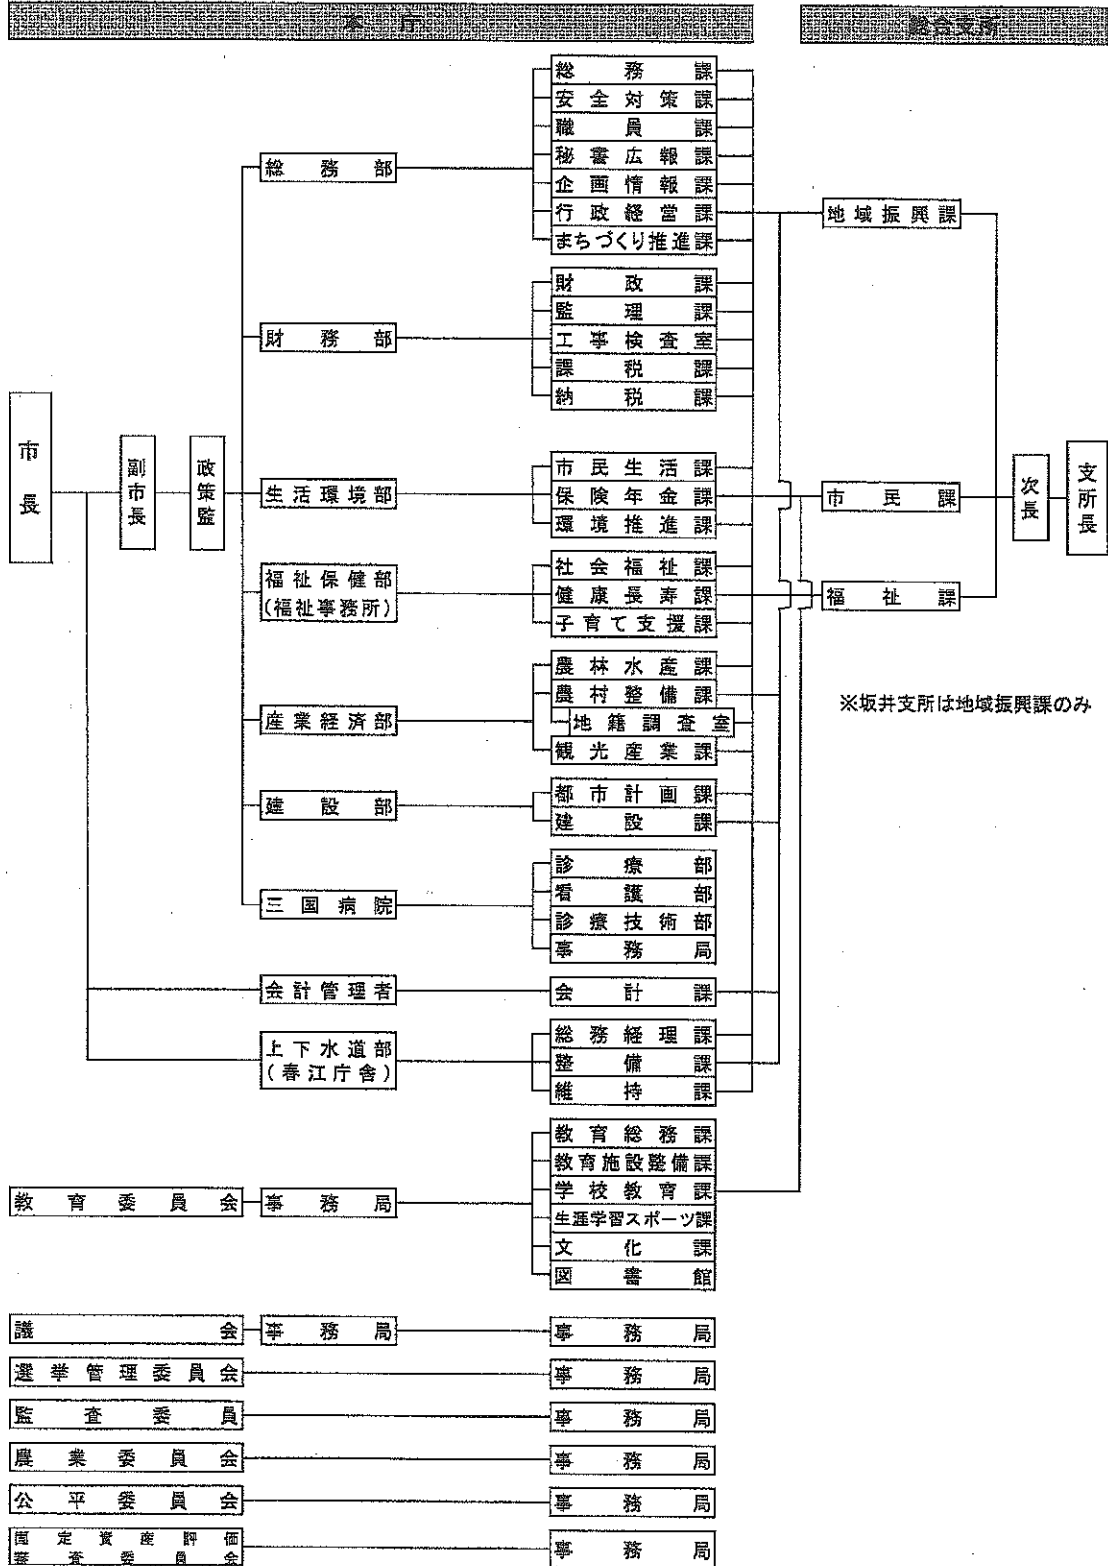 本庁
総合支所
総務課
安全対策課
職員課
秘書広報課
総務部
企画情報課
行政経営課
地域振興課
まちづくり推進課
財政課
監理課
財務部
工事検査室
課税課
納税課
市長
副市長
政策監
生活環境部
市民生活課
保険年金課
環境推進課
市民課
次長
支所長
福祉保健部
(福祉事務所)
社会福祉課
健康長寿課
子育て支援課
福祉課
農林水産課
農村整備課
※坂井支所は地域振興課のみ
産業経済部
地籍調査室
観光産業課
建設部
都市計画課
建設課
診療部
看護部
三国病院
診療技術部
事務局
会計管理者
会計課
上下水道部
(春江庁舎)
総務経理課
整備課
維持課
教育総務課
教育施設整備課
教育委員会
事務局
学校教育課
生涯学習スポーツ課
文化課
図書館
議会
事務局
事務局
選挙管理委員会
事務局
監査委員
事務局
農業委員会
事務局
公平委員会
事務局
固定資産評価
審査委員会
事務局